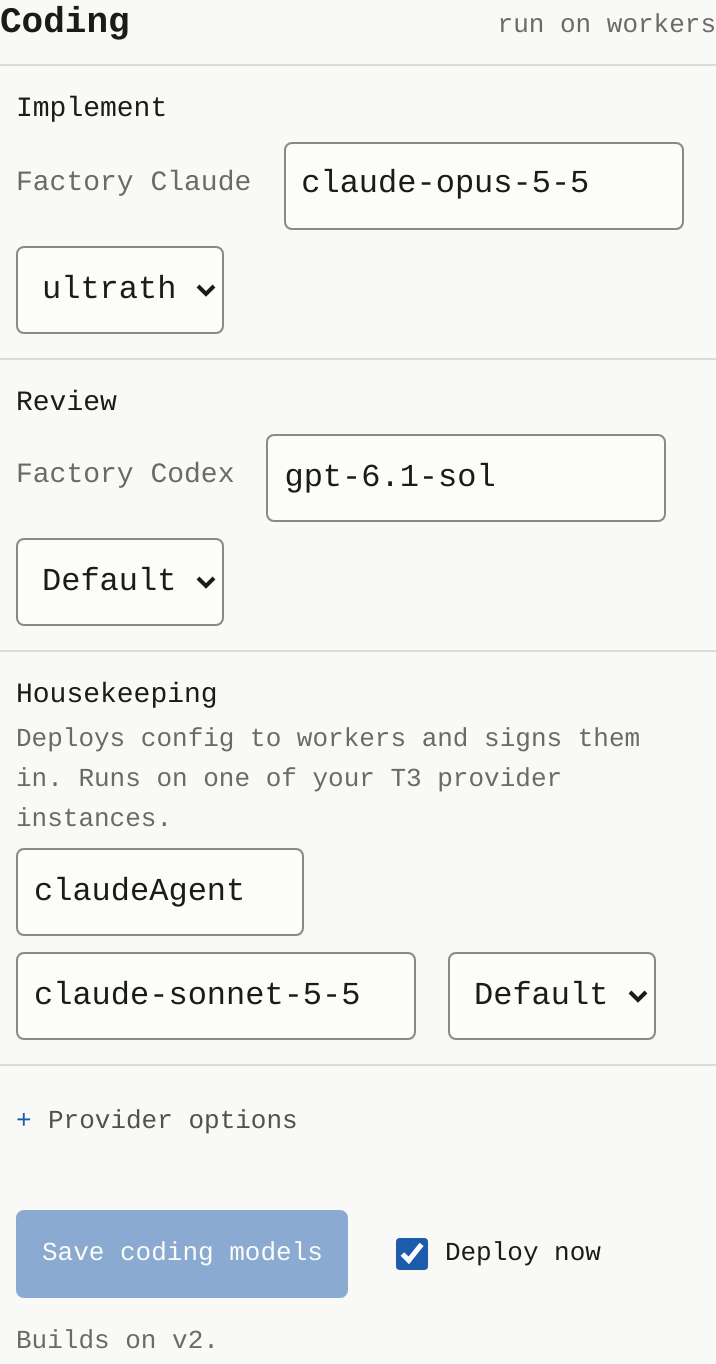 Coding run on workers
Implement
Factory Claude claude-opus-5-5
ultrath
Review
Factory Codex gpt-6.1-sol
Default
Housekeeping
Deploys config to workers and signs them
in. Runs on one of your T3 provider
instances.
claudeAgent
claude-sonnet-5-5 Default
+ Provider options
Save coding models Deploy now
Builds on v2.